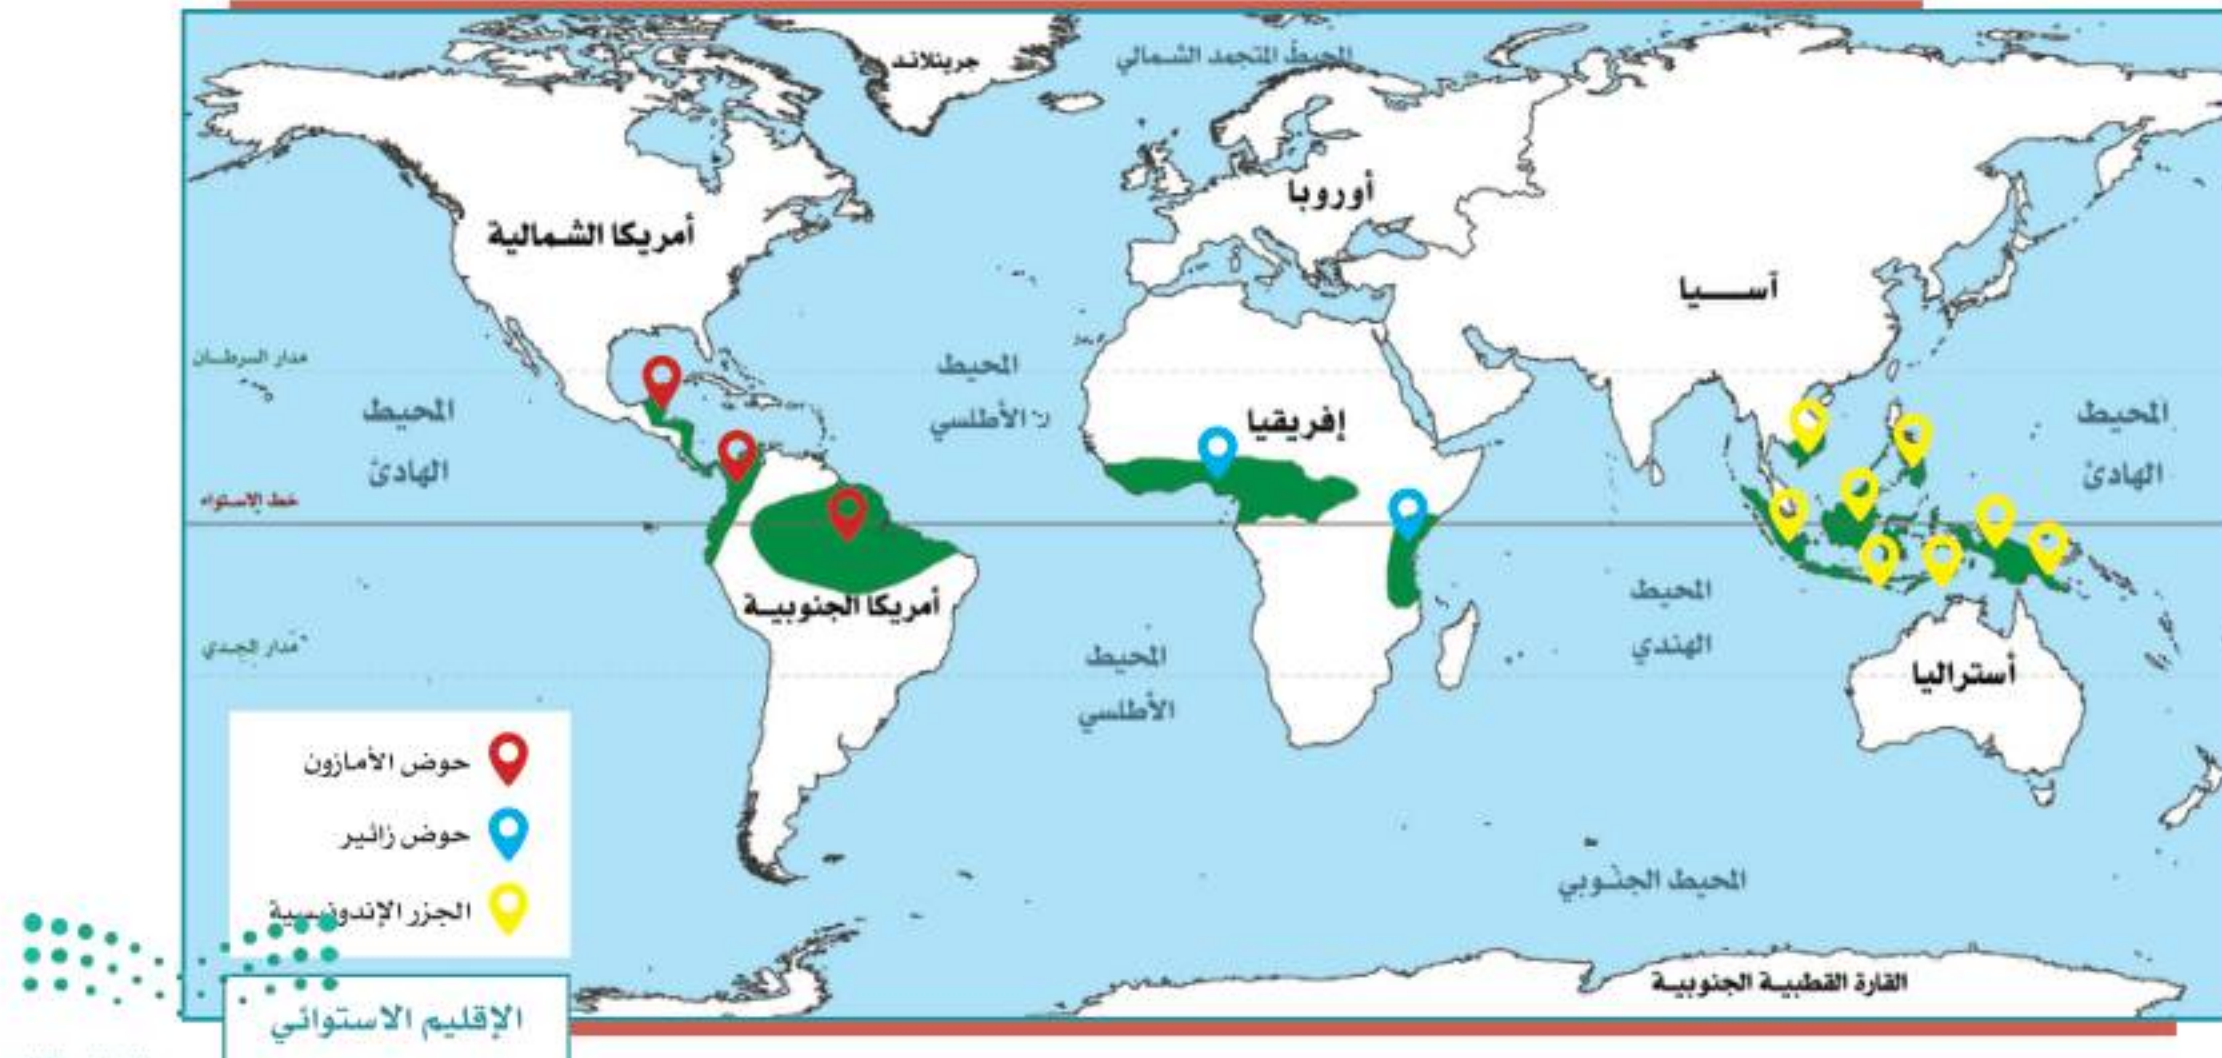 جرينلاند
المحيط المتجمد الشمالي
أوروبا
أمريكا الشمالية
أســـيا
مدار السرطان
المحيط
الهادئ
المحيط
الأطلسي
إفريقيا
المحيط
الهادئ
خط الاستواء
أمريكا الجنوبيــة
المحيط
الهندي
مدار الجدي
المحيط
الأطلسي
أستراليا
حوض الأمازون
حوض زائير
الجزر الإندونيسية
المحيط الجنوبي
القارة القطبيـة الجنوبيـة
الإقليم الاستوائي